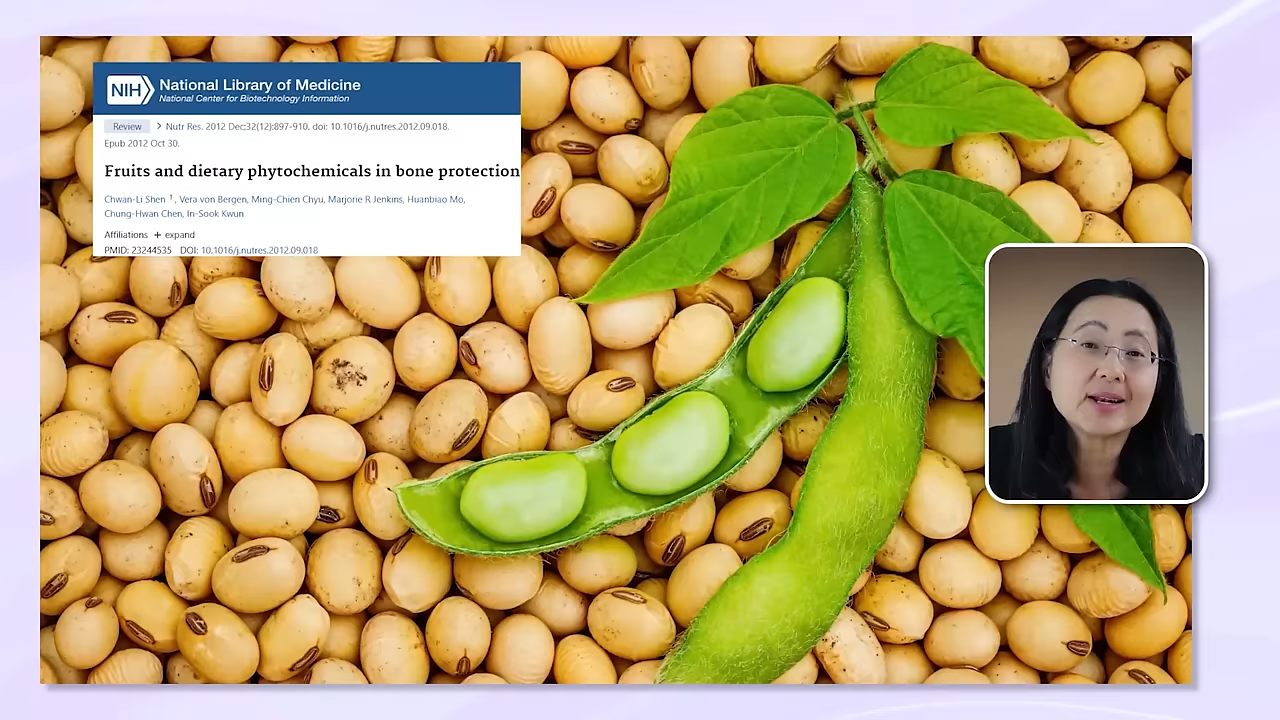 NIH National Library of Medicine
National Center for Biotechnology Information
Review > Nutr Res. 2012 Dec;32(12):897-910. doi: 10.1016/j.nutres.2012.09.018.
Epub 2012 Oct 30.
Fruits and dietary phytochemicals in bone protection
Chwan-Li Shen 1, Vera von Bergen, Ming-Chien Chyu, Marjorie R Jenkins, Huanbiao Mo,
Chung-Hwan Chen, In-Sook Kwun
Affiliations + expand
PMID: 23244535 DOI: 10.1016/j.nutres.2012.09.018